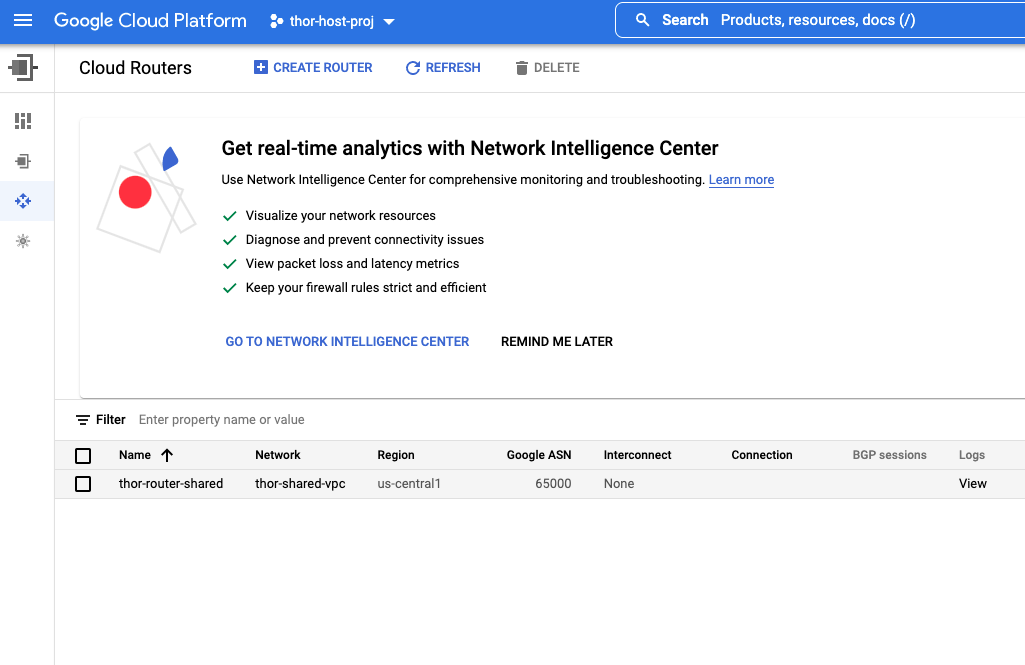 Google Cloud Platform thor-host-proj Search Products, resources, docs (/)
Cloud Routers CREATE ROUTER REFRESH DELETE
Get real-time analytics with Network Intelligence Center
Use Network Intelligence Center for comprehensive monitoring and troubleshooting. Learn more
Visualize your network resources
Diagnose and prevent connectivity issues
View packet loss and latency metrics
Keep your firewall rules strict and efficient
GO TO NETWORK INTELLIGENCE CENTER REMIND ME LATER
Filter Enter property name or value
Name Network Region Google ASN Interconnect Connection BGP sessions Logs
thor-router-shared thor-shared-vpc us-central1 65000 None View